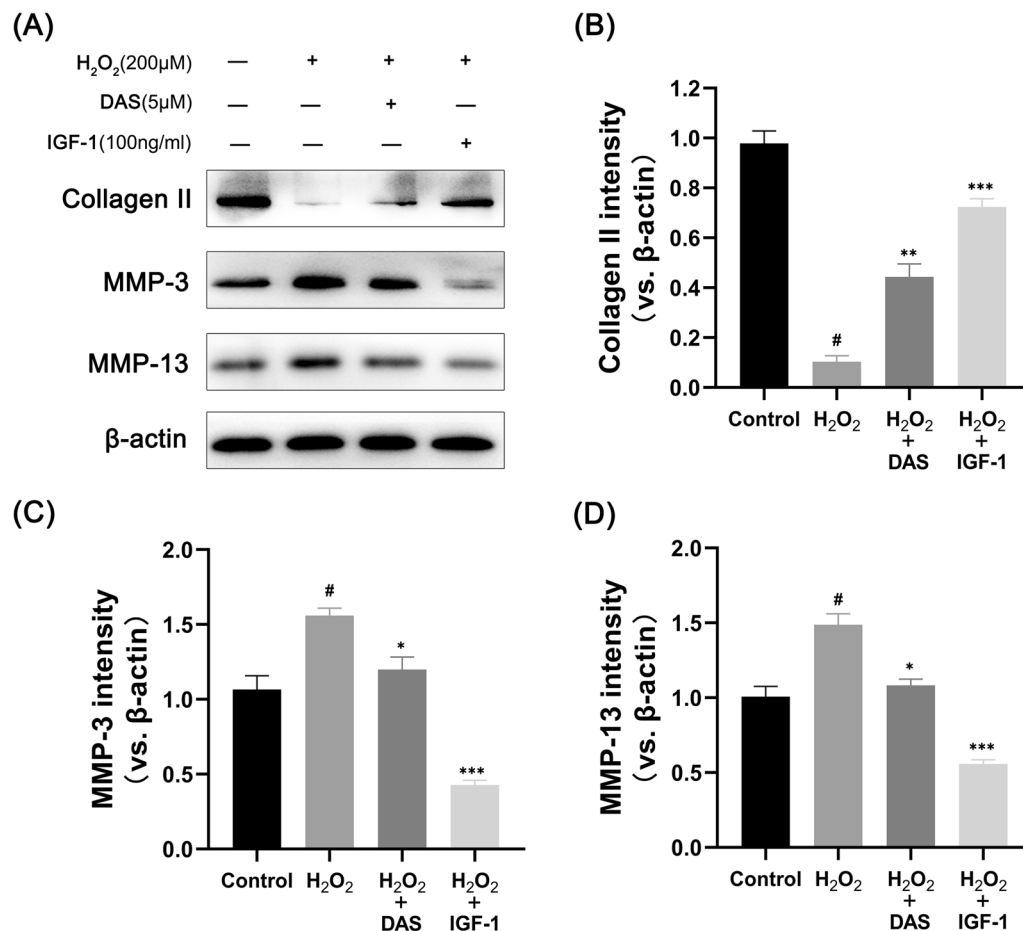 (A)
H₂O₂(200μM) — + + +
DAS(5μM) — — + —
IGF-1(100ng/ml) — — — +
Collagen II
MMP-3
MMP-13
β-actin
(B)
Collagen II intensity
(vs. β-actin)
1.2
1.0
0.8
0.6
0.4
0.2
0.0
#
**
***
Control
H₂O₂
H₂O₂
+
DAS
H₂O₂
+
IGF-1
(C)
MMP-3 intensity
(vs. β-actin)
2.0
1.5
1.0
0.5
0.0
#
*
***
Control
H₂O₂
H₂O₂
+
DAS
H₂O₂
+
IGF-1
(D)
MMP-13 intensity
(vs. β-actin)
2.0
1.5
1.0
0.5
0.0
#
*
***
Control
H₂O₂
H₂O₂
+
DAS
H₂O₂
+
IGF-1